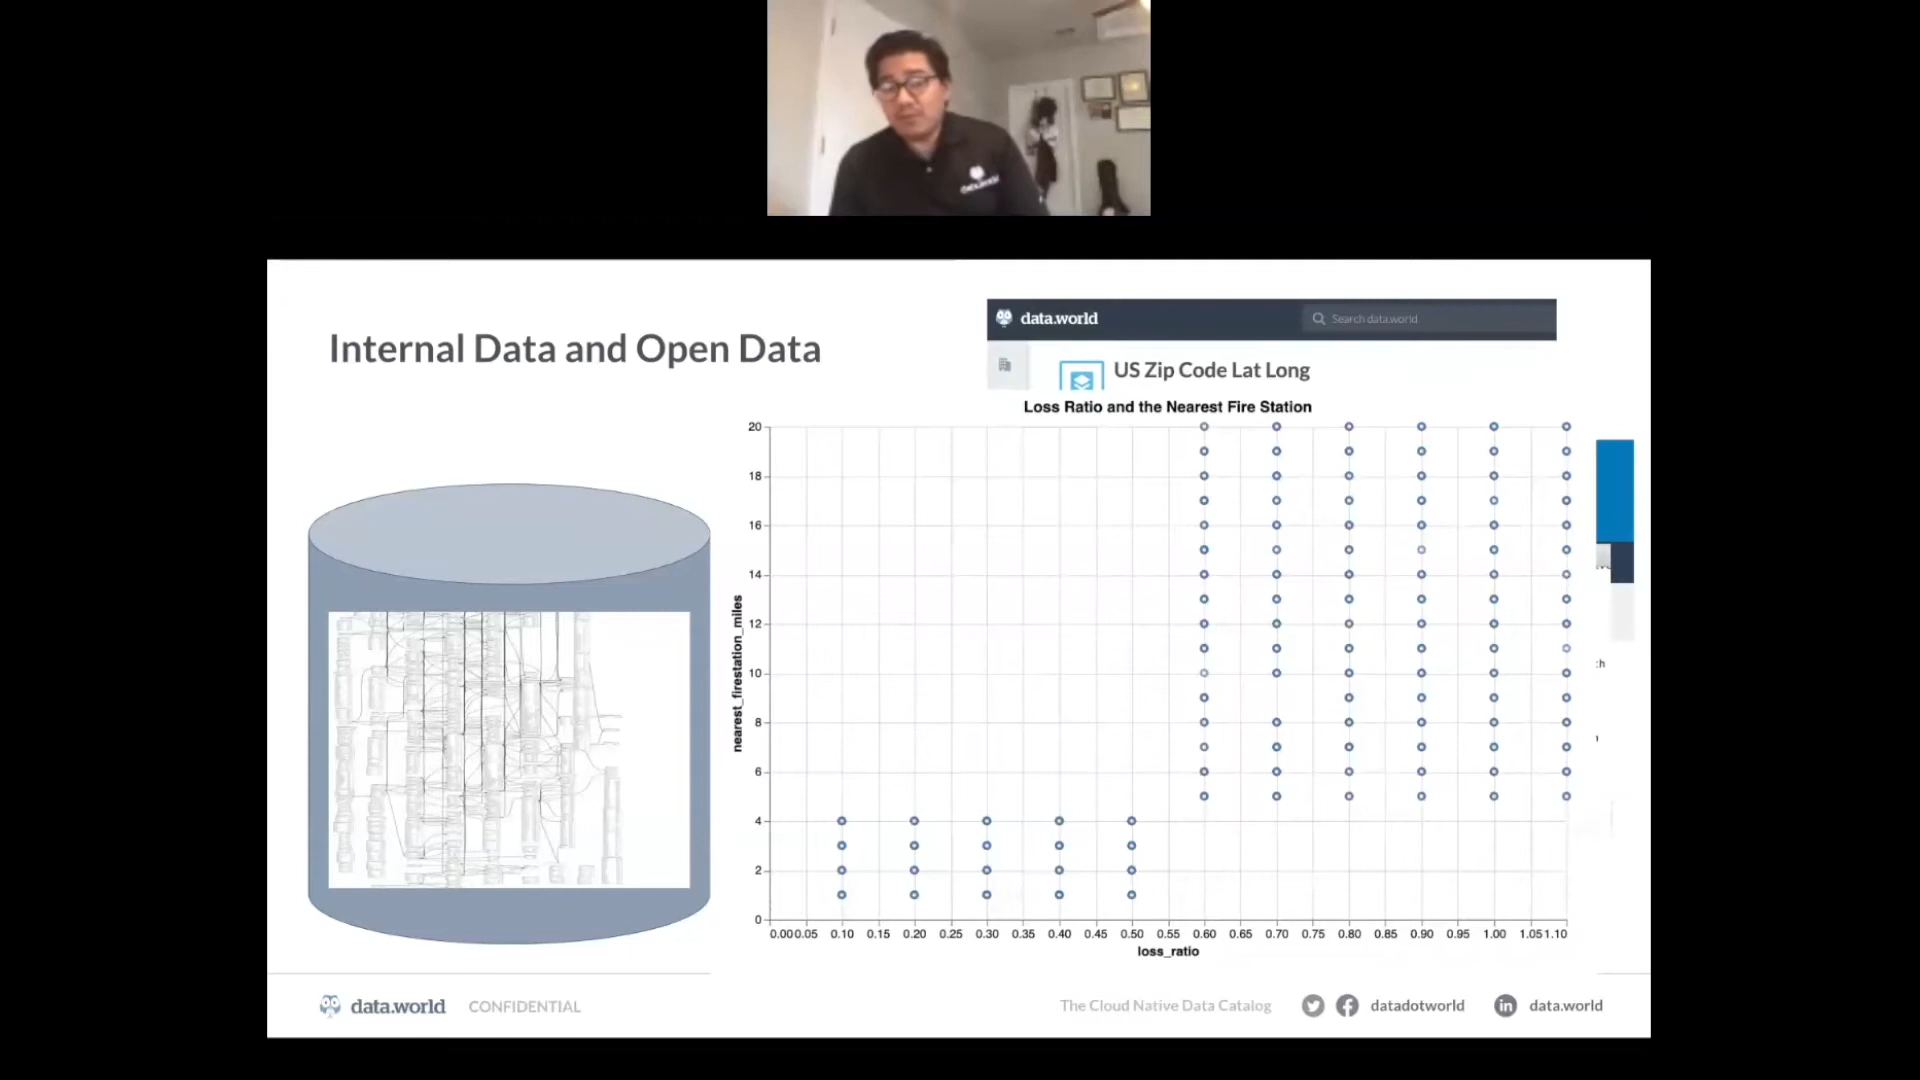 data.world
Internal Data and Open Data
data.world
Search data.world
US Zip Code Lat Long
Loss Ratio and the Nearest Fire Station
20
18
16
14
12
10
8
6
4
2
0
nearest_firestation_miles
0.00 0.05 0.10 0.15 0.20 0.25 0.30 0.35 0.40 0.45 0.50 0.55 0.60 0.65 0.70 0.75 0.80 0.85 0.90 0.95 1.00 1.05 1.10
loss_ratio
data.world CONFIDENTIAL
The Cloud Native Data Catalog datadotworld in data.world